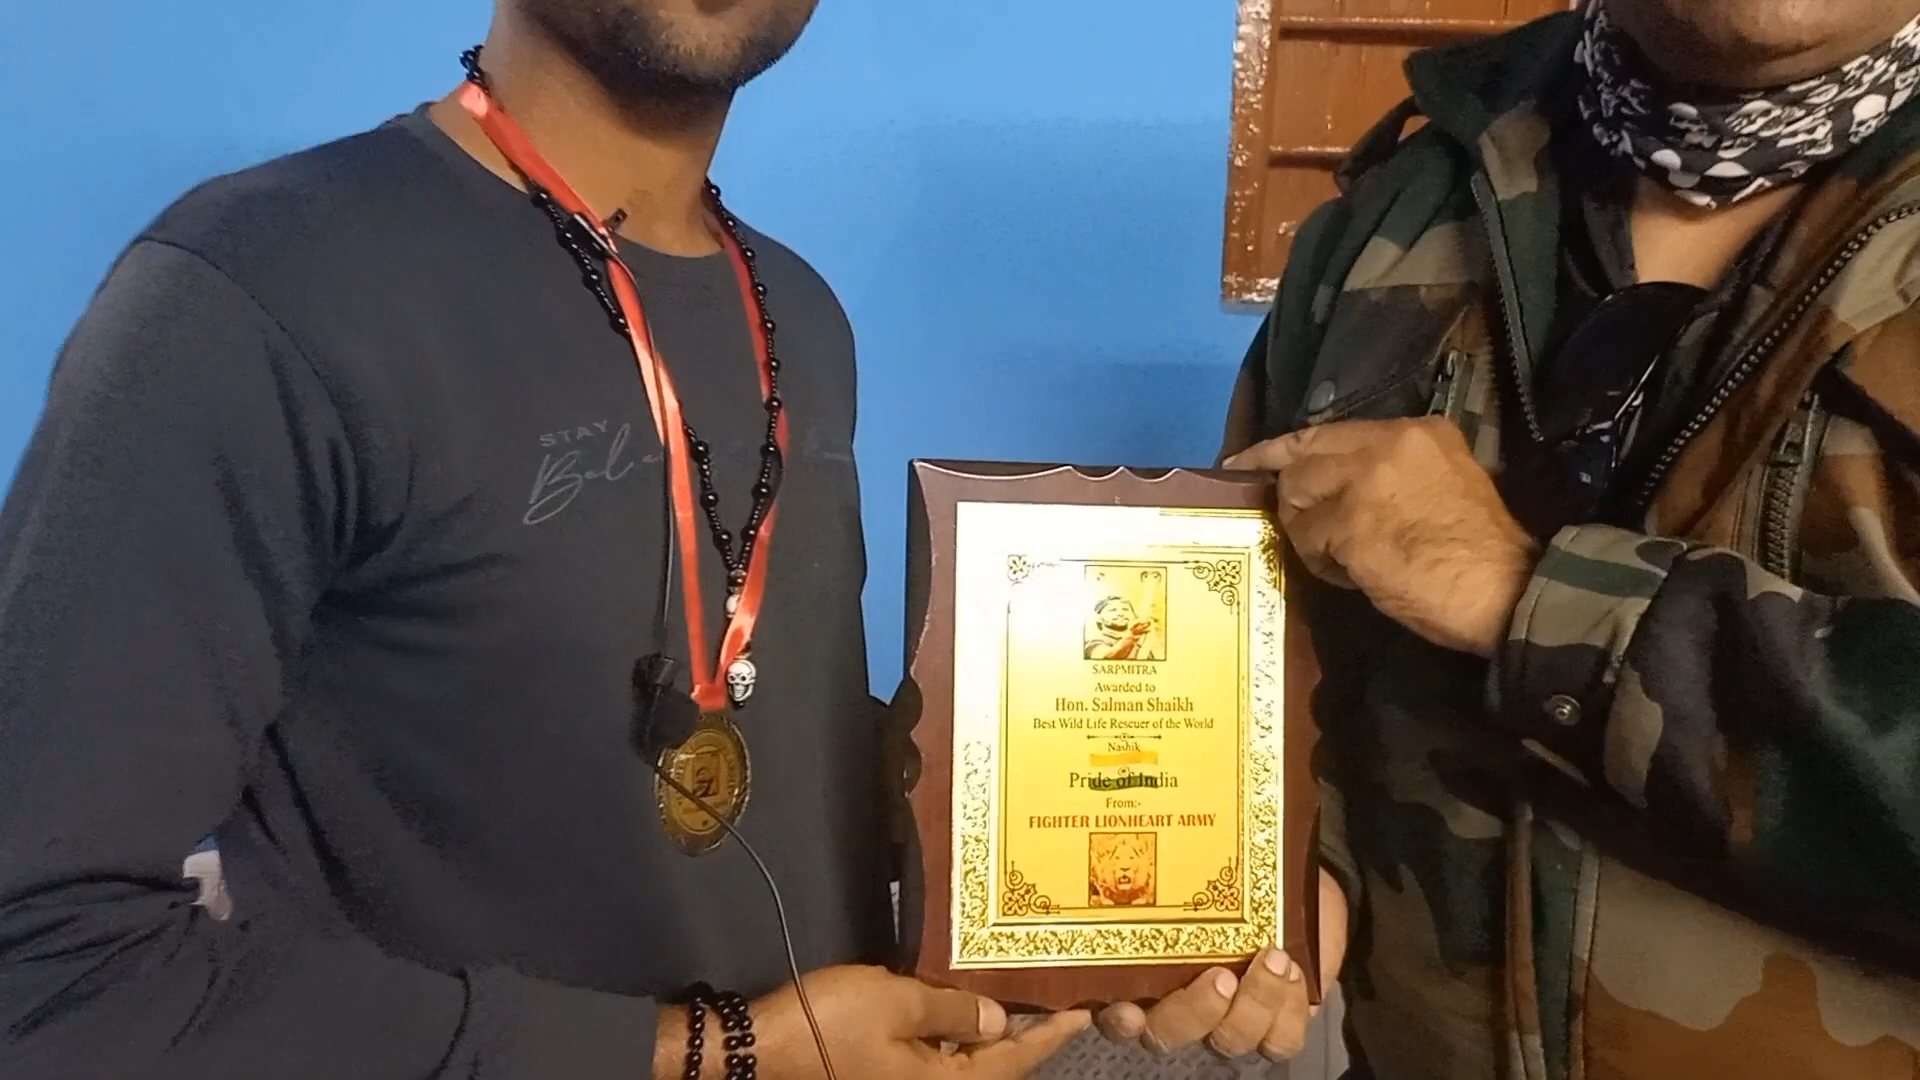 STAY
SARPMITRA
Awarded to
Hon. Salman Shaikh
Best Wild Life Rescuer of the World
Nashik
Pride of India
From:-
FIGHTER LIONHEART ARMY